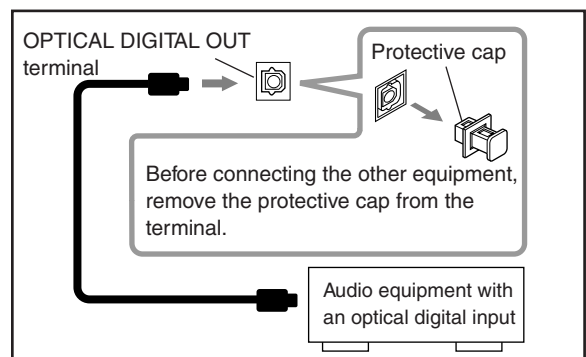 OPTICAL DIGITAL OUT
terminal
Protective cap
Before connecting the other equipment,
remove the protective cap from the
terminal.
Audio equipment with
an optical digital input